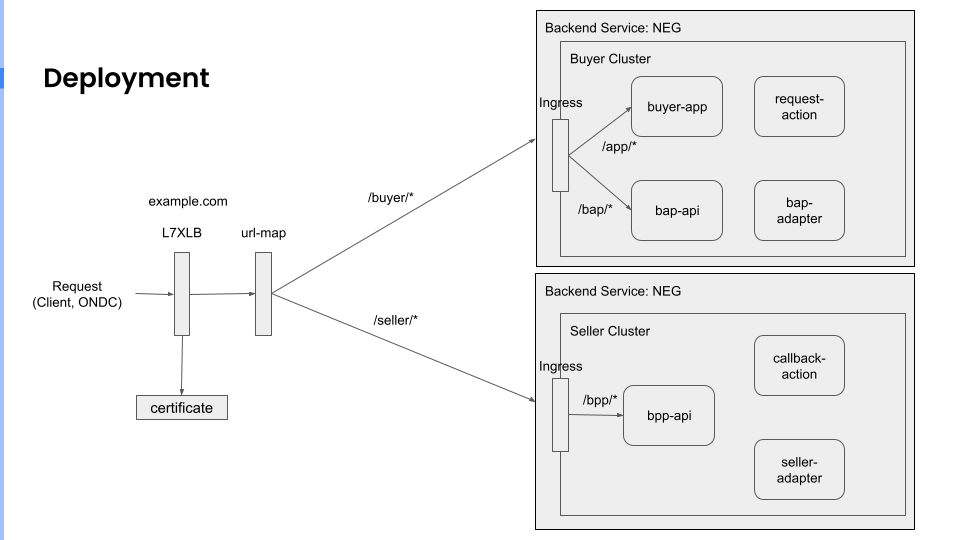 Deployment
example.com
L7XLB
url-map
Request
(Client, ONDC)
certificate
/buyer/*
/seller/*
Backend Service: NEG
Buyer Cluster
Ingress
buyer-app
request-
action
/app/*
/bap/*
bap-api
bap-
adapter
Backend Service: NEG
Seller Cluster
Ingress
callback-
action
/bpp/*
bpp-api
seller-
adapter